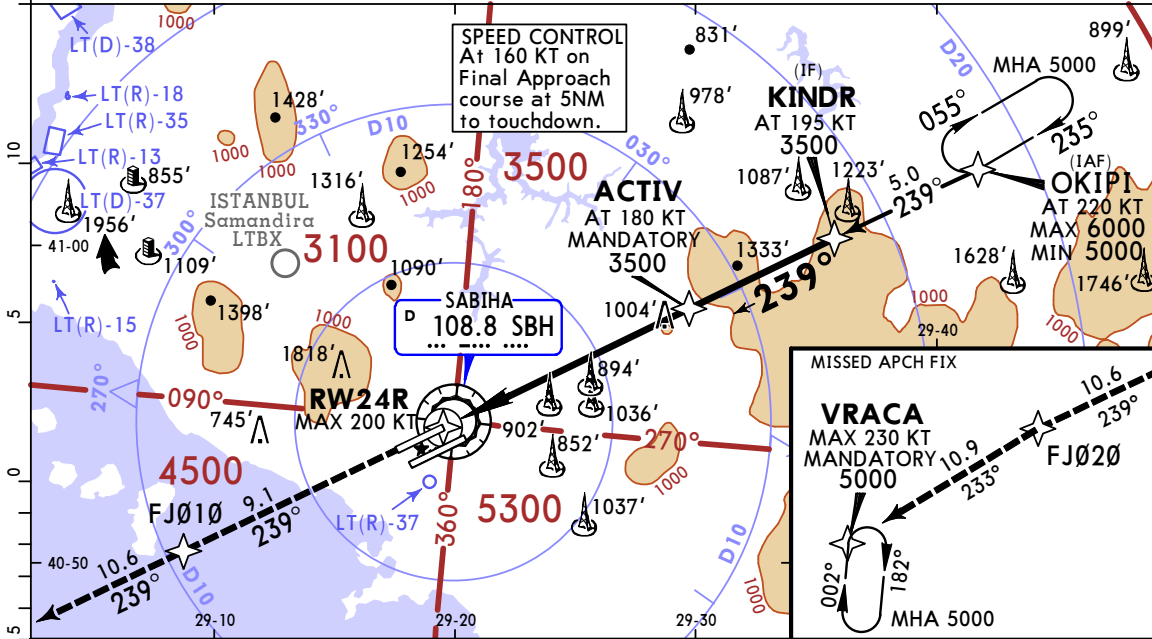 1000
LT(D)-38
SPEED CONTROL
At 160 KT on
Final Approach
course at 5NM
to touchdown.
831'
D20
899'
MHA 5000
LT(R)-18
LT(R)-35
1428'
330°
D10
978'
(IF)
KINDR
AT 195 KT
3500
055°
235°
10
LT(R)-13
855'
1000
1000
1254'
1000
180°
3500
030°
1087'
1223'
5.0
239°
(IAF)
OKIPI
AT 220 KT
MAX 6000
MIN 5000
LT(D)-37
1956'
ISTANBUL
Samandira
LTBX
1316'
ACTIV
AT 180 KT
MANDATORY
3500
300°
41-00
1109'
3100
1090'
1333'
239°
1628'
1746'
LT(R)-15
1398'
1000
1000
SABIHA
D
108.8 SBH
1004'
1000
29-40
1000
5
1818'
894'
270°
090°
RW24R
MAX 200 KT
745'
902'
1036'
270°
852'
1000
4500
0
FJØ1Ø
9.1
239°
LT(R)-37
360°
5300
1037'
D10
40-50
10.6
239°
D10
1000
5
29-10
29-20
29-30
MISSED APCH FIX
10.6
239°
VRACA
MAX 230 KT
MANDATORY
5000
FJØ2Ø
10.9
233°
002°
182°
MHA 5000